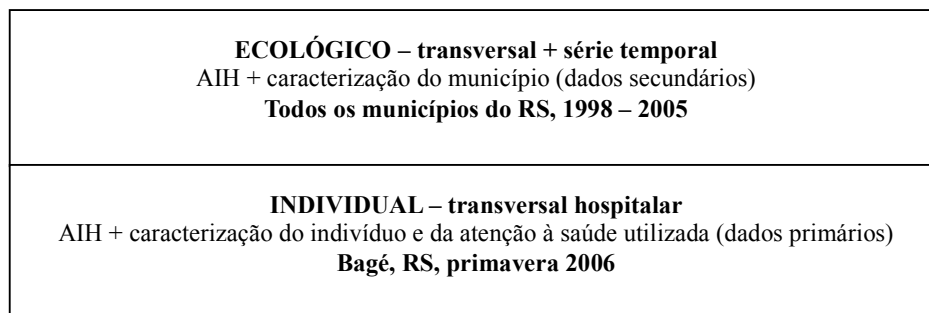 ECOLÓGICO – transversal + série temporal
AIH + caracterização do município (dados secundários)
Todos os municípios do RS, 1998 – 2005
INDIVIDUAL – transversal hospitalar
AIH + caracterização do indivíduo e da atenção à saúde utilizada (dados primários)
Bagé, RS, primavera 2006